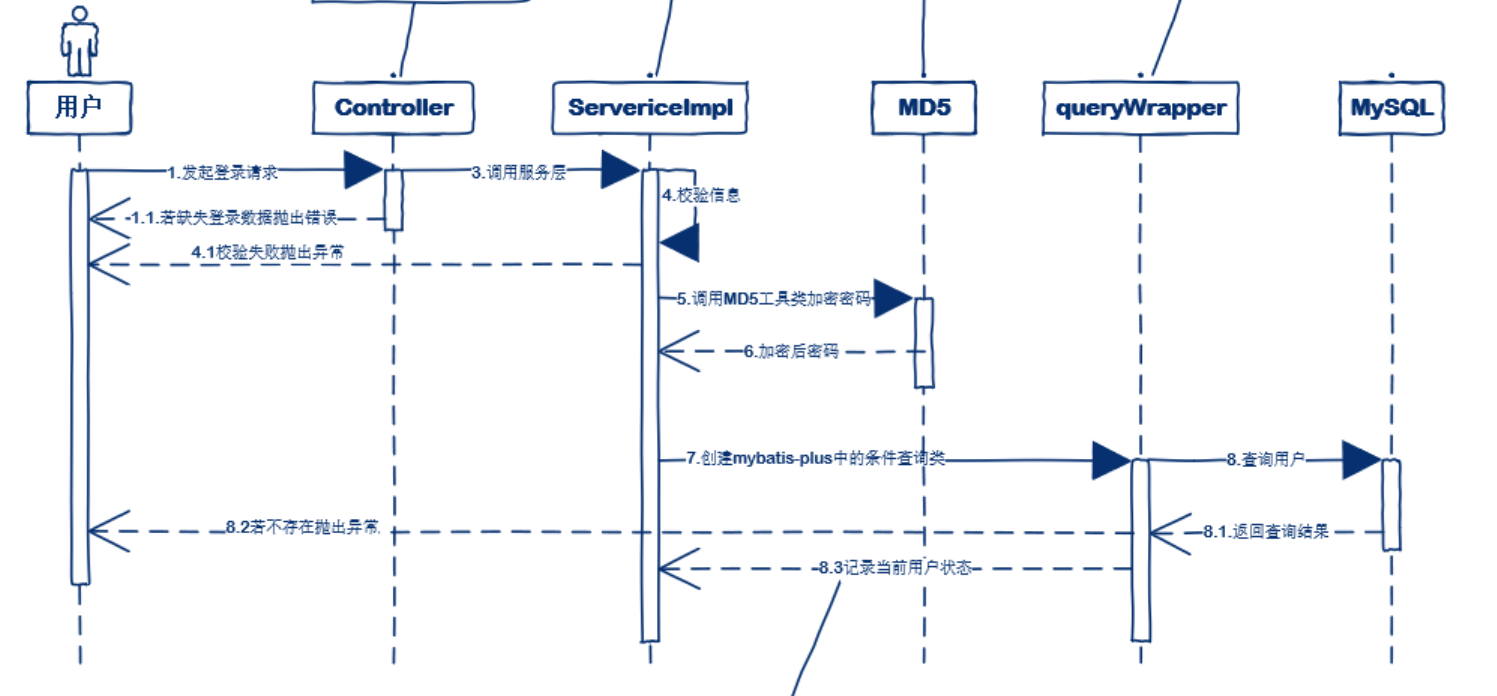 用户
Controller
ServericeImpl
MD5
queryWrapper
MySQL
1.发起登录请求
3.调用服务层
4.校验信息
1.1.若缺失登录数据抛出错误
4.1校验失败抛出异常
5.调用MD5工具类加密密码
6.加密后密码
7.创建mybatis-plus中的条件查询类
8.查询用户
8.2若不存在抛出异常
8.1.返回查询结果
8.3记录当前用户状态